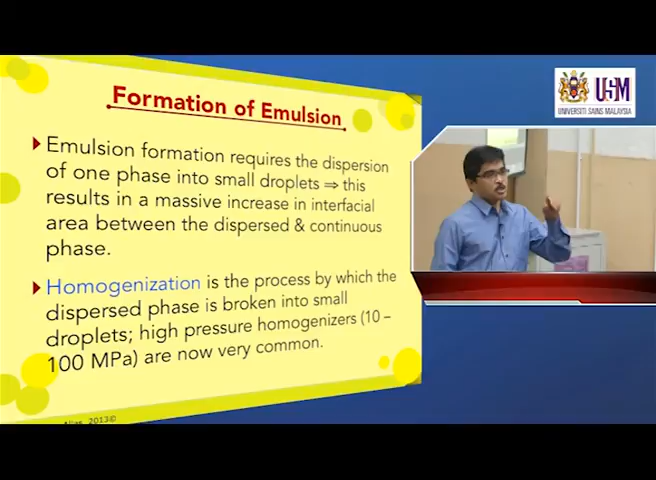 Formation of Emulsion
Emulsion formation requires the dispersion
of one phase into small droplets ⇒ this
results in a massive increase in interfacial
area between the dispersed & continuous
phase.
Homogenization is the process by which the
dispersed phase is broken into small
droplets; high pressure homogenizers (10 –
100 MPa) are now very common.
2013©
USM
UNIVERSITI SAINS MALAYSIA